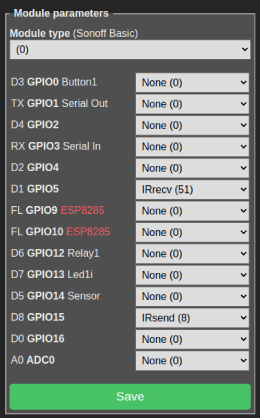 Module parameters
Module type (Sonoff Basic)
(0)
D3 GPIO0 Button1 None (0)
TX GPIO1 Serial Out None (0)
D4 GPIO2 None (0)
RX GPIO3 Serial In None (0)
D2 GPIO4 None (0)
D1 GPIO5 IRrecv (51)
FL GPIO9 ESP8285 None (0)
FL GPIO10 ESP8285 None (0)
D6 GPIO12 Relay1 None (0)
D7 GPIO13 Led1i None (0)
D5 GPIO14 Sensor None (0)
D8 GPIO15 IRsend (8)
D0 GPIO16 None (0)
A0 ADC0 None (0)
Save